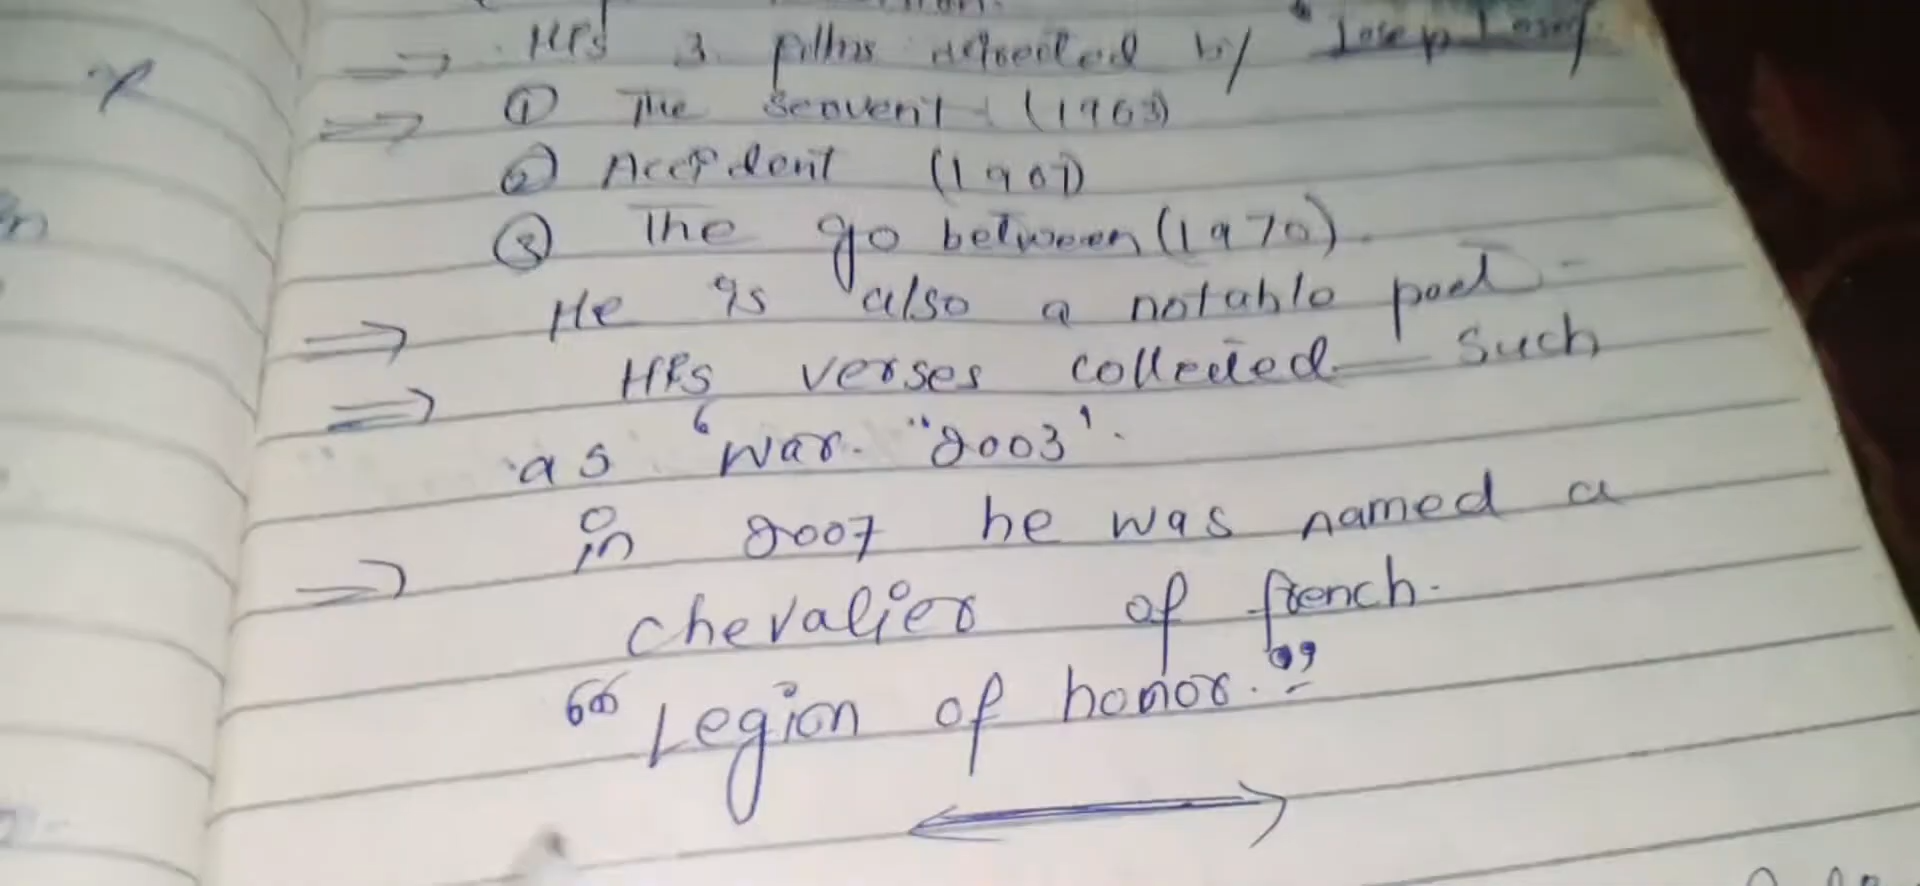 → His 3 films directed by "Josep Losey.
⇒ ① The Servent (1963)
② Accident (1967)
③ The go between (1970).
⇒ He is also a notable poet.
⇒ His verses collected such
as 'war. "2003'.
⇒ in 2007 he was named a
chevalier of french.
"Legion of honor."